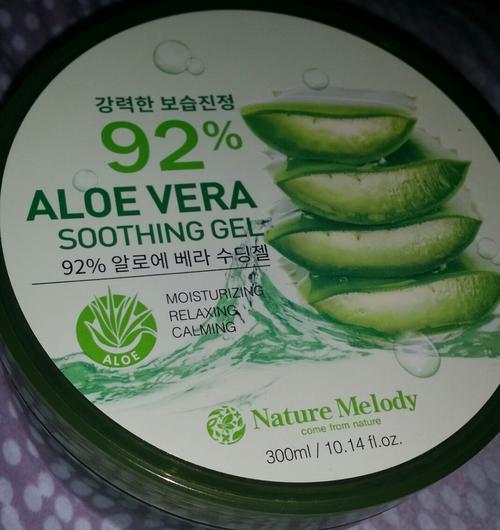 강력한 보습진정
92%
ALOE VERA
SOOTHING GEL
92% 알로에 베라 수딩젤
MOISTURIZING
RELAXING
CALMING
ALOE
Nature Melody
come from nature
300ml / 10.14 fl.oz.